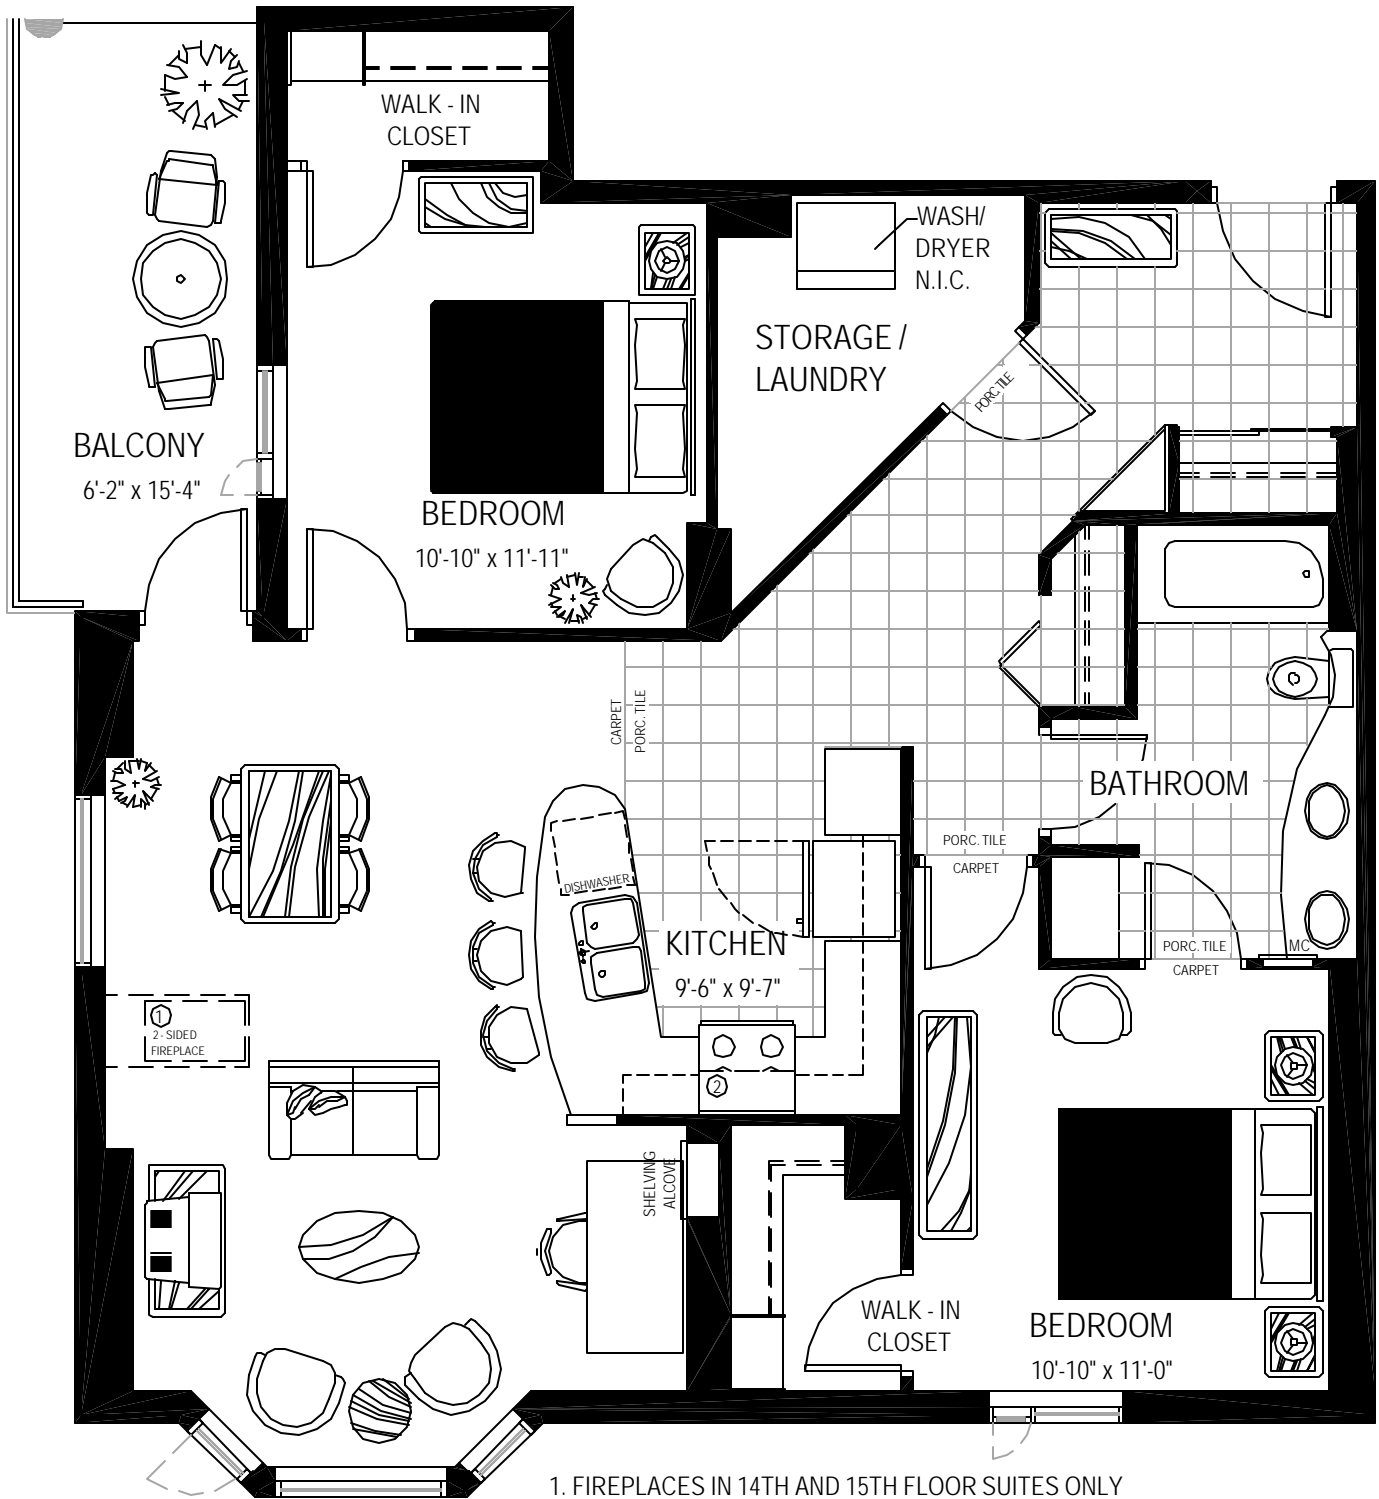 WALK - IN
CLOSET
WASH/
DRYER
N.I.C.
STORAGE /
LAUNDRY
PORC. TILE
BALCONY
6'-2" x 15'-4"
BEDROOM
10'-10" x 11'-11"
CARPET
PORC. TILE
BATHROOM
PORC. TILE
CARPET
DISHWASHER
KITCHEN
9'-6" x 9'-7"
PORC. TILE
CARPET
MC
1
2 - SIDED
FIREPLACE
2
SHELVING
ALCOVE
WALK - IN
CLOSET
BEDROOM
10'-10" x 11'-0"
1. FIREPLACES IN 14TH AND 15TH FLOOR SUITES ONLY